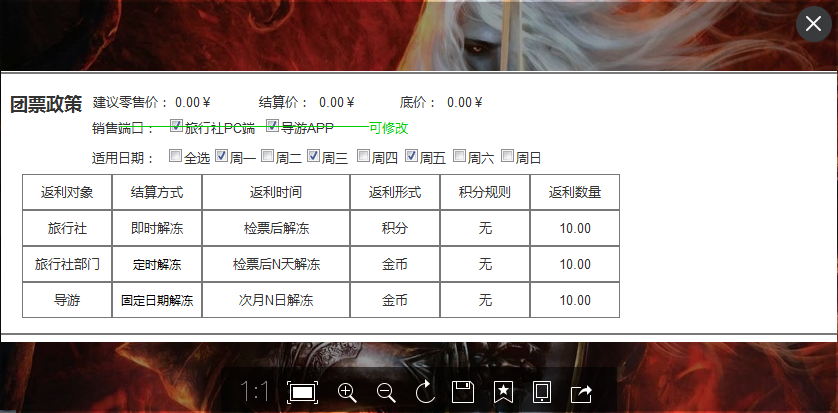 团票政策 建议零售价： 0.00￥ 结算价： 0.00￥ 底价： 0.00￥
销售端口： 旅行社PC端 导游APP 可修改
适用日期： 全选 周一 周二 周三 周四 周五 周六 周日
返利对象 结算方式 返利时间 返利形式 积分规则 返利数量
旅行社 即时解冻 检票后解冻 积分 无 10.00
旅行社部门 定时解冻 检票后N天解冻 金币 无 10.00
导游 固定日期解冻 次月N日解冻 金币 无 10.00
1:1